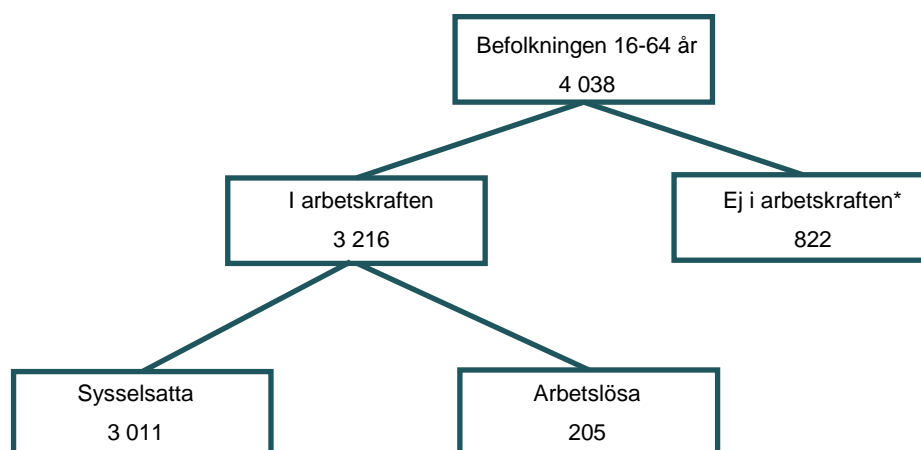 Befolkningen 16-64 år
4 038
I arbetskraften
3 216
Ej i arbetskraften*
822
Sysselsatta
3 011
Arbetslösa
205